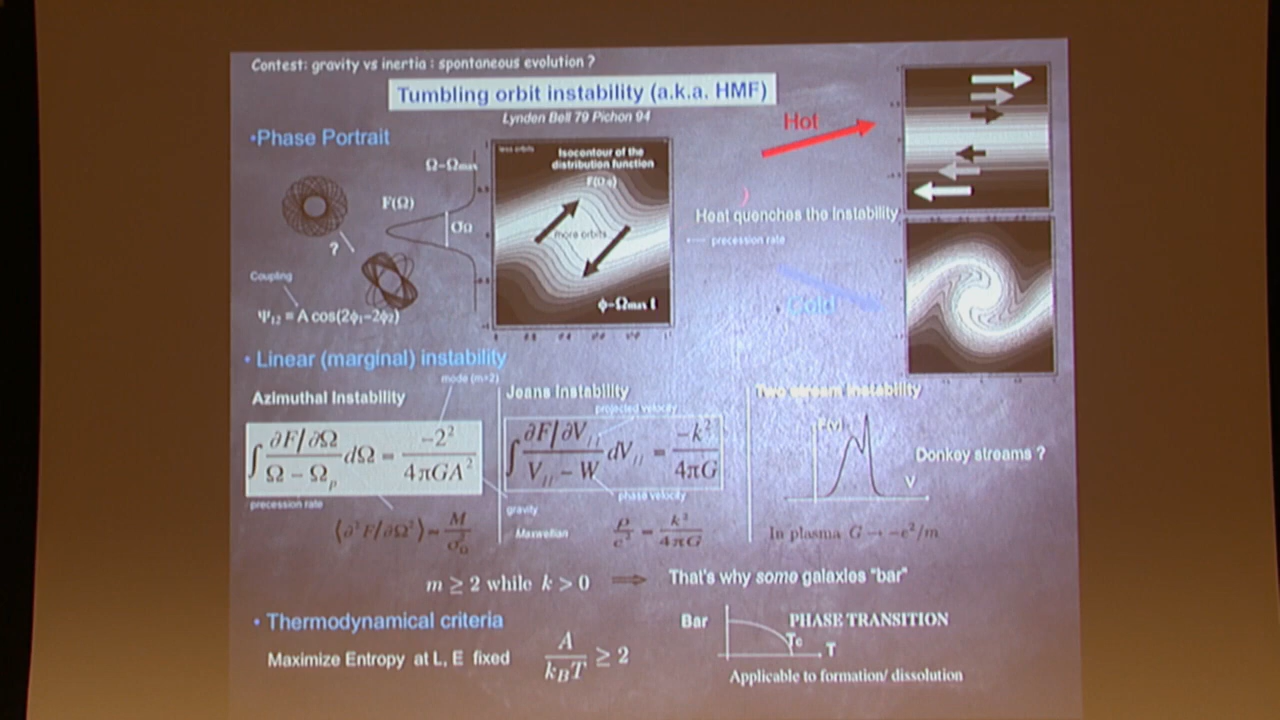 Contest: gravity vs inertia : spontaneous evolution ?
Tumbling orbit instability (a.k.a. HMF)
Lynden Bell 79 Pichon 94
•Phase Portrait
Ω−Ωmax
F(Ω)
σΩ
?
Coupling
Ψ₁₂ = A cos(2φ₁−2φ₂)
less orbits
Isocontour of the
distribution function
more orbits
ϕ−Ωmax t
Hot
Heat quenches the instability
precession rate
Cold
• Linear (marginal) instability
mode (m=2)
Azimuthal Instability
∫ ∂F/∂Ω / (Ω − Ωp) dΩ = −2² / 4πGA²
precession rate
⟨∂²F/∂Ω²⟩ ~ M / σ²Ω
Jeans Instability
projected velocity
∫ ∂F/∂V// / (V// − W) dV// = −k² / 4πG
phase velocity
gravity
Maxwellian
ρ / c² = k² / 4πG
Two stream instability
F(v)
V
Donkey streams ?
In plasma G → −e²/m
m ≥ 2 while k > 0 ⟹ That's why some galaxies "bar"
• Thermodynamical criteria
Maximize Entropy at L, E fixed
A / kBT ≥ 2
Bar
PHASE TRANSITION
Tc
T
Applicable to formation/ dissolution